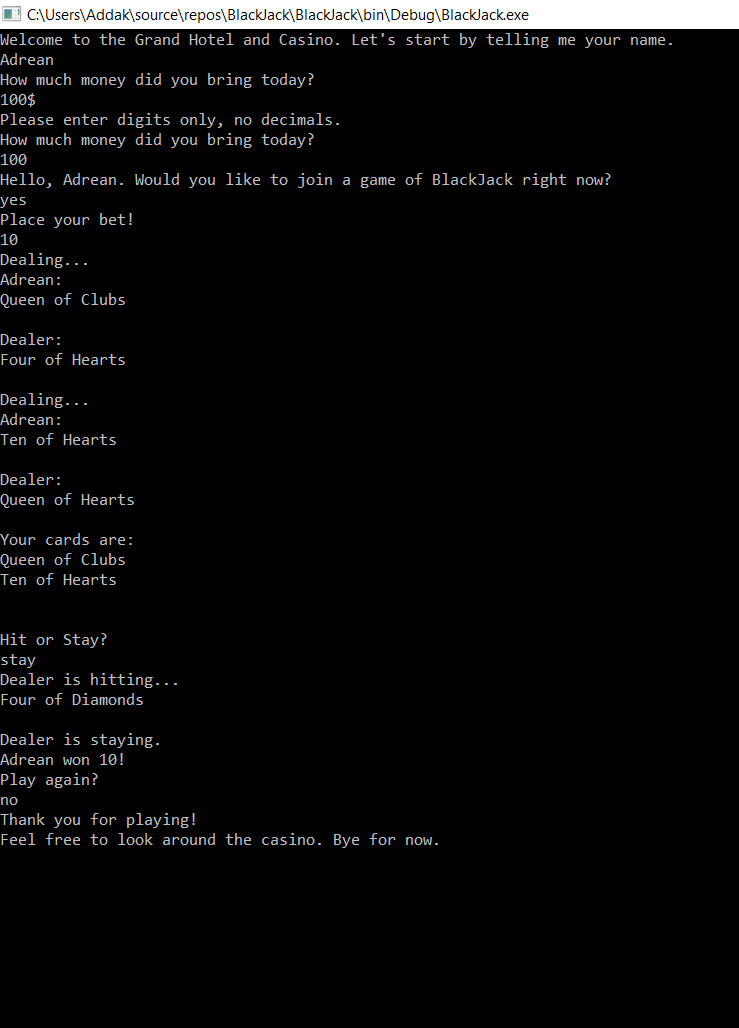 C:\Users\Addak\source\repos\BlackJack\BlackJack\bin\Debug\BlackJack.exe
Welcome to the Grand Hotel and Casino. Let's start by telling me your name.
Adrean
How much money did you bring today?
100$
Please enter digits only, no decimals.
How much money did you bring today?
100
Hello, Adrean. Would you like to join a game of BlackJack right now?
yes
Place your bet!
10
Dealing...
Adrean:
Queen of Clubs
Dealer:
Four of Hearts
Dealing...
Adrean:
Ten of Hearts
Dealer:
Queen of Hearts
Your cards are:
Queen of Clubs
Ten of Hearts
Hit or Stay?
stay
Dealer is hitting...
Four of Diamonds
Dealer is staying.
Adrean won 10!
Play again?
no
Thank you for playing!
Feel free to look around the casino. Bye for now.